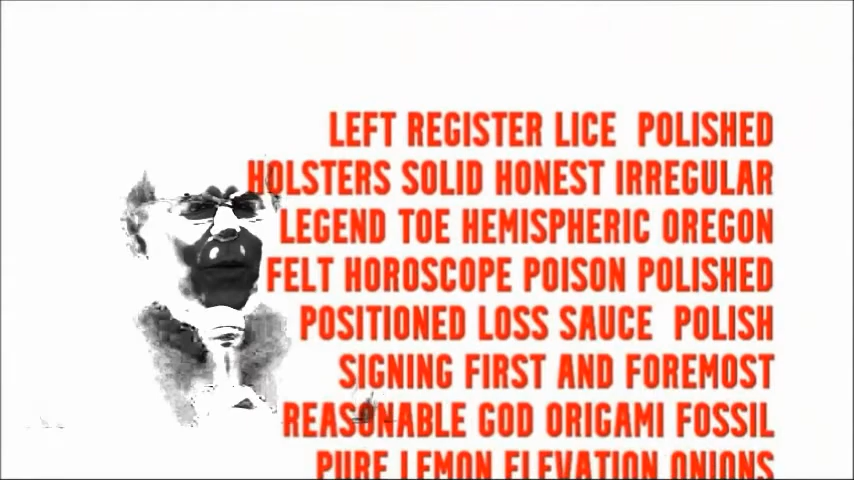 LEFT REGISTER LICE POLISHED
HOLSTERS SOLID HONEST IRREGULAR
LEGEND TOE HEMISPHERIC OREGON
FELT HOROSCOPE POISON POLISHED
POSITIONED LOSS SAUCE POLISH
SIGNING FIRST AND FOREMOST
REASONABLE GOD ORIGAMI FOSSIL
PURE LEMON ELEVATION ONIONS